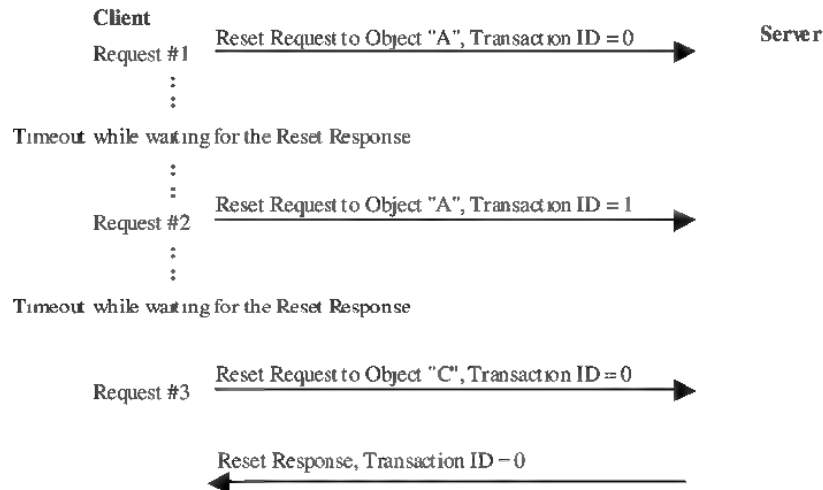 Client
Server
Request #1
Reset Request to Object "A", Transaction ID = 0
:
:
Timeout while waiting for the Reset Response
:
:
Request #2
Reset Request to Object "A", Transaction ID = 1
:
:
Timeout while waiting for the Reset Response
Request #3
Reset Request to Object "C", Transaction ID = 0
Reset Response, Transaction ID = 0